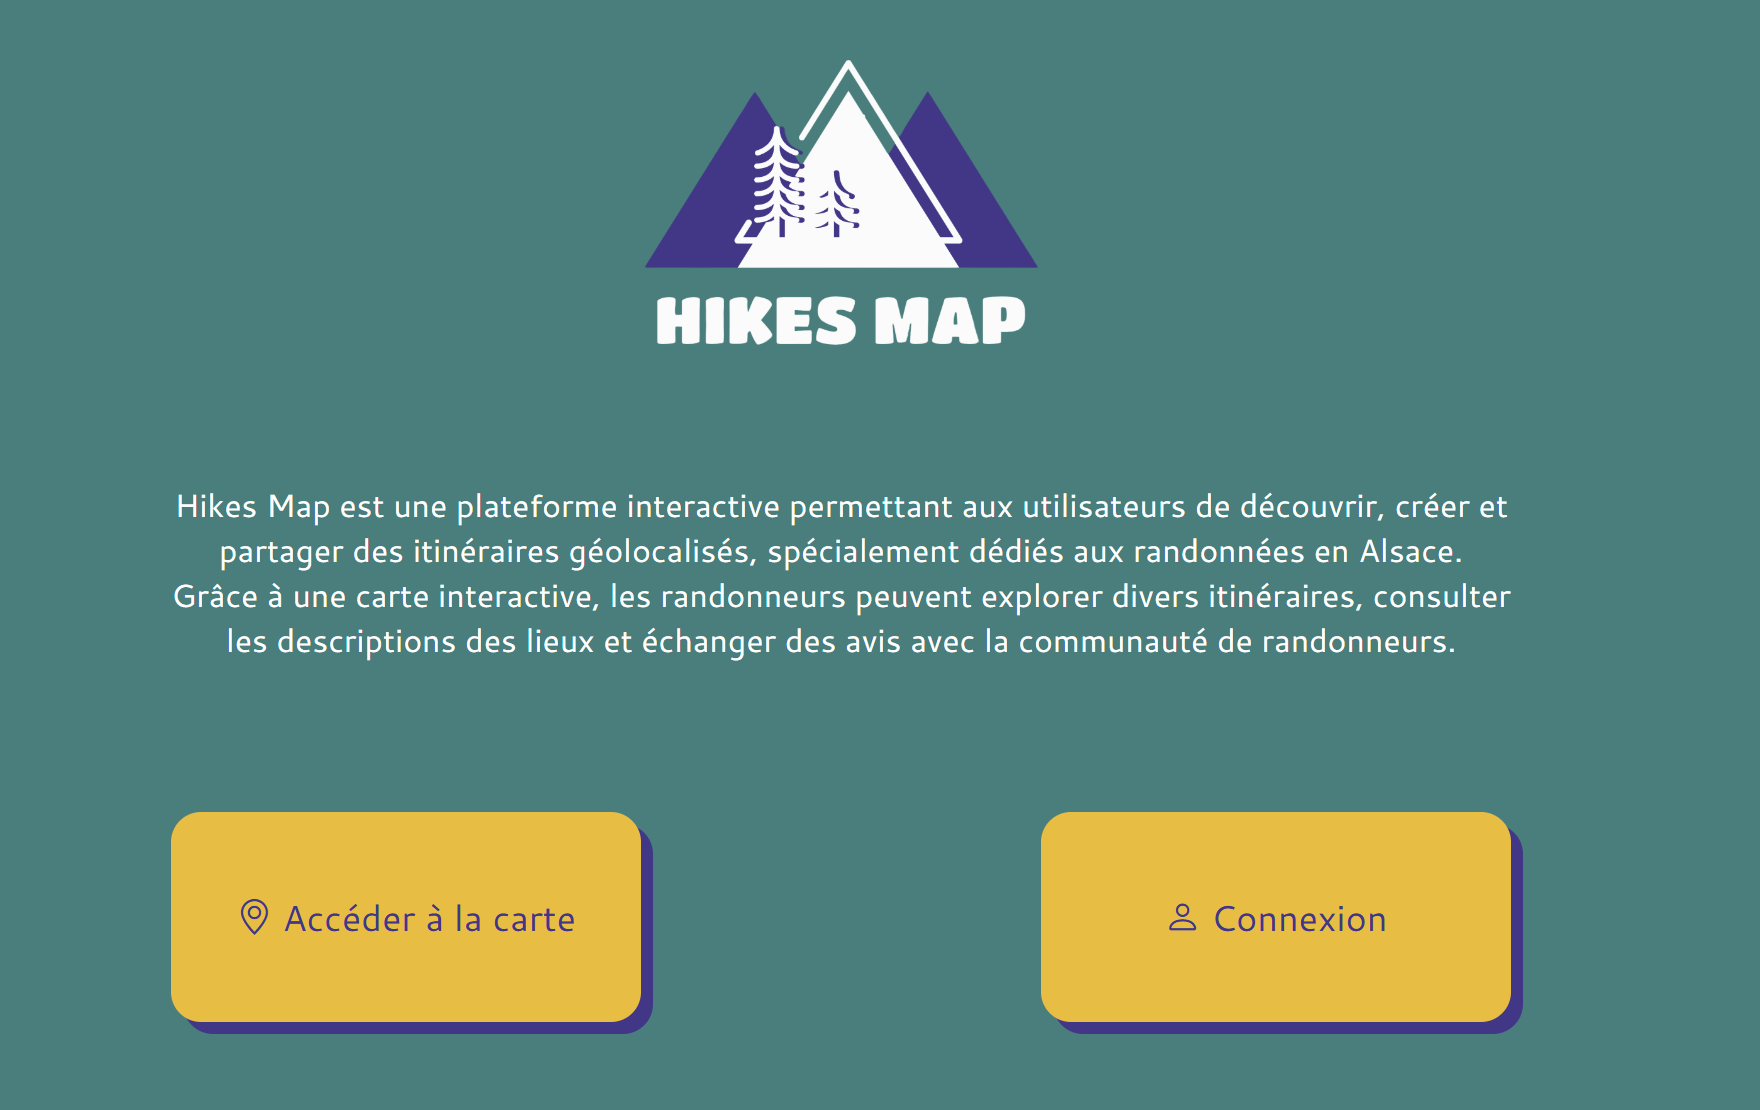 HIKES MAP
Hikes Map est une plateforme interactive permettant aux utilisateurs de découvrir, créer et
partager des itinéraires géolocalisés, spécialement dédiés aux randonnées en Alsace.
Grâce à une carte interactive, les randonneurs peuvent explorer divers itinéraires, consulter
les descriptions des lieux et échanger des avis avec la communauté de randonneurs.
Accéder à la carte
Connexion